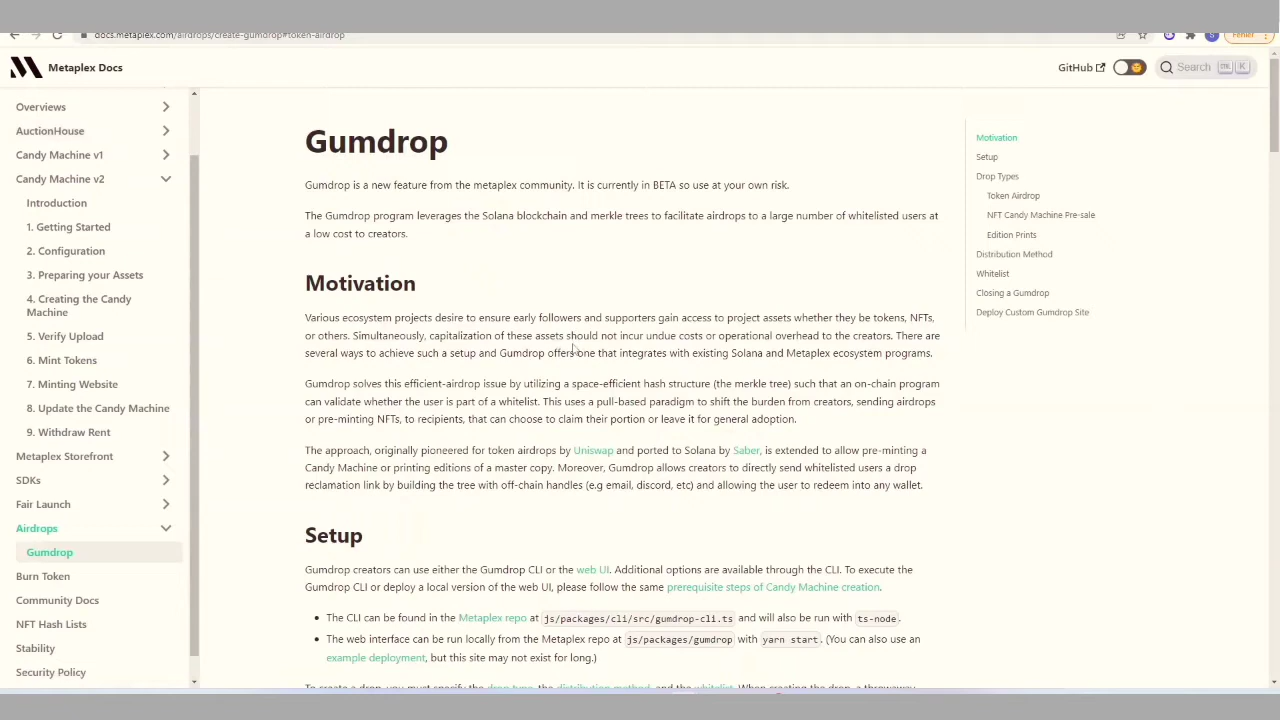 docs.metaplex.com/airdrops/create-gumdrop#token-airdrop
Metaplex Docs
GitHub
Search
K
Overviews
AuctionHouse
Candy Machine v1
Candy Machine v2
Introduction
1. Getting Started
2. Configuration
3. Preparing your Assets
4. Creating the Candy
Machine
5. Verify Upload
6. Mint Tokens
7. Minting Website
8. Update the Candy Machine
9. Withdraw Rent
Metaplex Storefront
SDKs
Fair Launch
Airdrops
Gumdrop
Burn Token
Community Docs
NFT Hash Lists
Stability
Security Policy
Gumdrop
Gumdrop is a new feature from the metaplex community. It is currently in BETA so use at your own risk.
The Gumdrop program leverages the Solana blockchain and merkle trees to facilitate airdrops to a large number of whitelisted users at
a low cost to creators.
Motivation
Various ecosystem projects desire to ensure early followers and supporters gain access to project assets whether they be tokens, NFTs,
or others. Simultaneously, capitalization of these assets should not incur undue costs or operational overhead to the creators. There are
several ways to achieve such a setup and Gumdrop offers one that integrates with existing Solana and Metaplex ecosystem programs.
Gumdrop solves this efficient-airdrop issue by utilizing a space-efficient hash structure (the merkle tree) such that an on-chain program
can validate whether the user is part of a whitelist. This uses a pull-based paradigm to shift the burden from creators, sending airdrops
or pre-minting NFTs, to recipients, that can choose to claim their portion or leave it for general adoption.
The approach, originally pioneered for token airdrops by Uniswap and ported to Solana by Saber, is extended to allow pre-minting a
Candy Machine or printing editions of a master copy. Moreover, Gumdrop allows creators to directly send whitelisted users a drop
reclamation link by building the tree with off-chain handles (e.g email, discord, etc) and allowing the user to redeem into any wallet.
Setup
Gumdrop creators can use either the Gumdrop CLI or the web UI. Additional options are available through the CLI. To execute the
Gumdrop CLI or deploy a local version of the web UI, please follow the same prerequisite steps of Candy Machine creation.
• The CLI can be found in the Metaplex repo at js/packages/cli/src/gumdrop-cli.ts and will also be run with ts-node.
• The web interface can be run locally from the Metaplex repo at js/packages/gumdrop with yarn start. (You can also use an
example deployment, but this site may not exist for long.)
To create a drop, you must specify the drop type, the distribution method, and the whitelist. When creating the drop, a throwaway
Motivation
Setup
Drop Types
Token Airdrop
NFT Candy Machine Pre-sale
Edition Prints
Distribution Method
Whitelist
Closing a Gumdrop
Deploy Custom Gumdrop Site